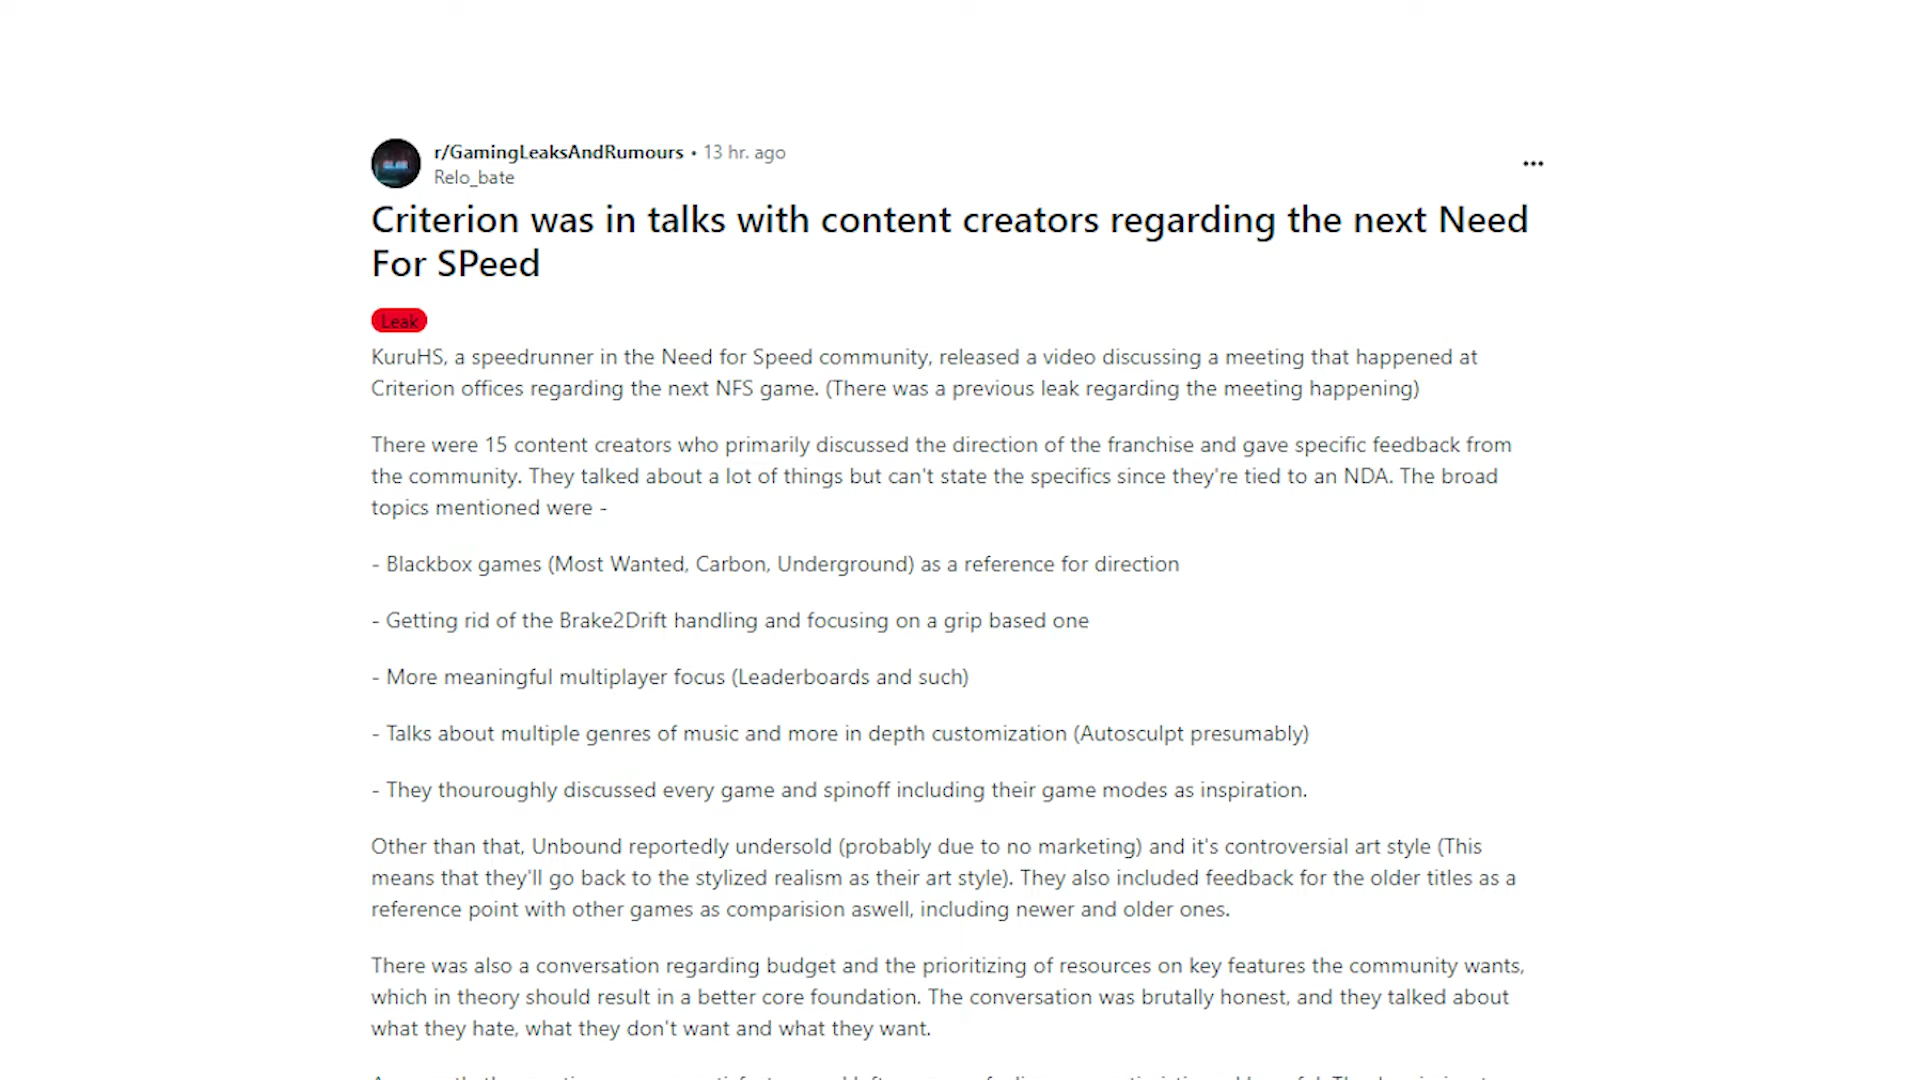 r/GamingLeaksAndRumours • 13 hr. ago
Relo_bate
Criterion was in talks with content creators regarding the next Need
For SPeed
Leak
KuruHS, a speedrunner in the Need for Speed community, released a video discussing a meeting that happened at
Criterion offices regarding the next NFS game. (There was a previous leak regarding the meeting happening)
There were 15 content creators who primarily discussed the direction of the franchise and gave specific feedback from
the community. They talked about a lot of things but can't state the specifics since they're tied to an NDA. The broad
topics mentioned were -
- Blackbox games (Most Wanted, Carbon, Underground) as a reference for direction
- Getting rid of the Brake2Drift handling and focusing on a grip based one
- More meaningful multiplayer focus (Leaderboards and such)
- Talks about multiple genres of music and more in depth customization (Autosculpt presumably)
- They thouroughly discussed every game and spinoff including their game modes as inspiration.
Other than that, Unbound reportedly undersold (probably due to no marketing) and it's controversial art style (This
means that they'll go back to the stylized realism as their art style). They also included feedback for the older titles as a
reference point with other games as comparision aswell, including newer and older ones.
There was also a conversation regarding budget and the prioritizing of resources on key features the community wants,
which in theory should result in a better core foundation. The conversation was brutally honest, and they talked about
what they hate, what they don't want and what they want.